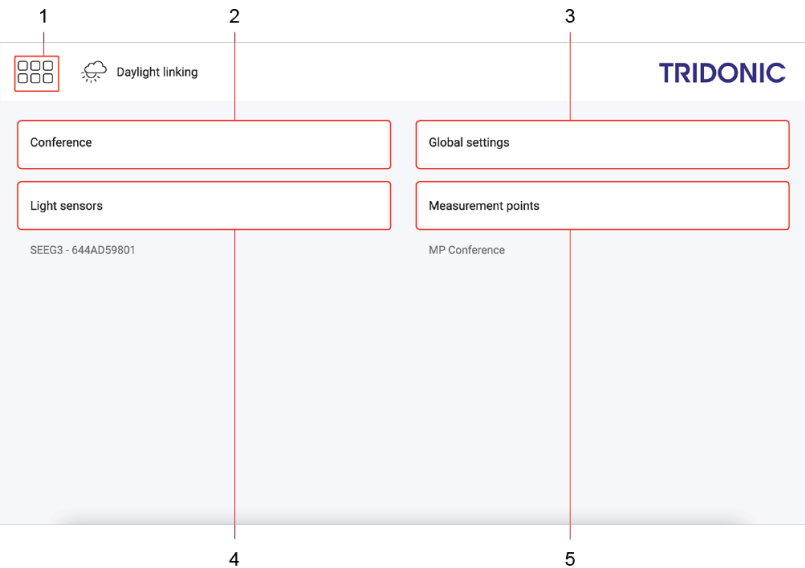 1 2 3
Daylight linking TRIDONIC
Conference Global settings
Light sensors Measurement points
SEEG3 - 644AD59801 MP Conference
4 5